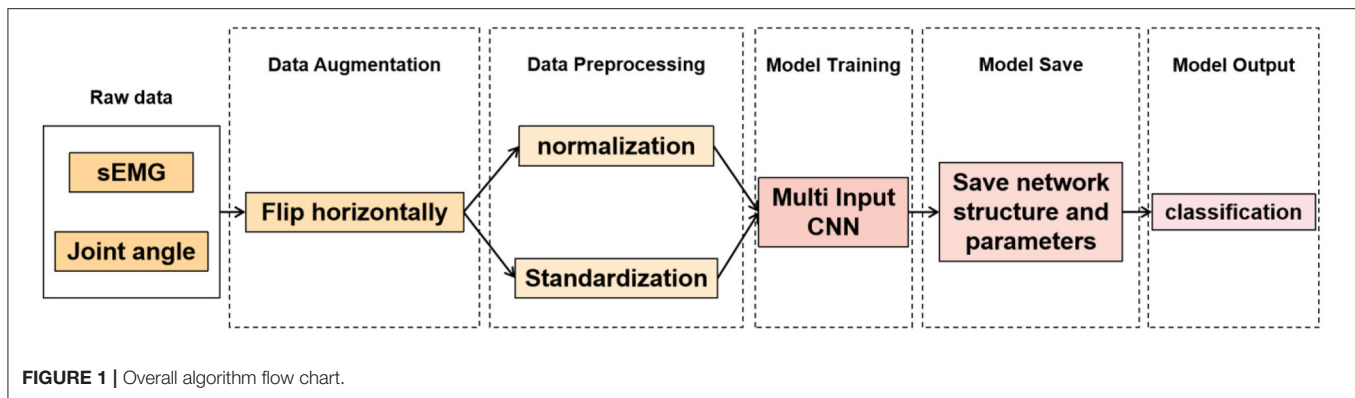 Raw data
sEMG
Joint angle
Data Augmentation
Flip horizontally
Data Preprocessing
normalization
Standardization
Model Training
Multi Input
CNN
Model Save
Save network
structure and
parameters
Model Output
classification
FIGURE 1 | Overall algorithm flow chart.